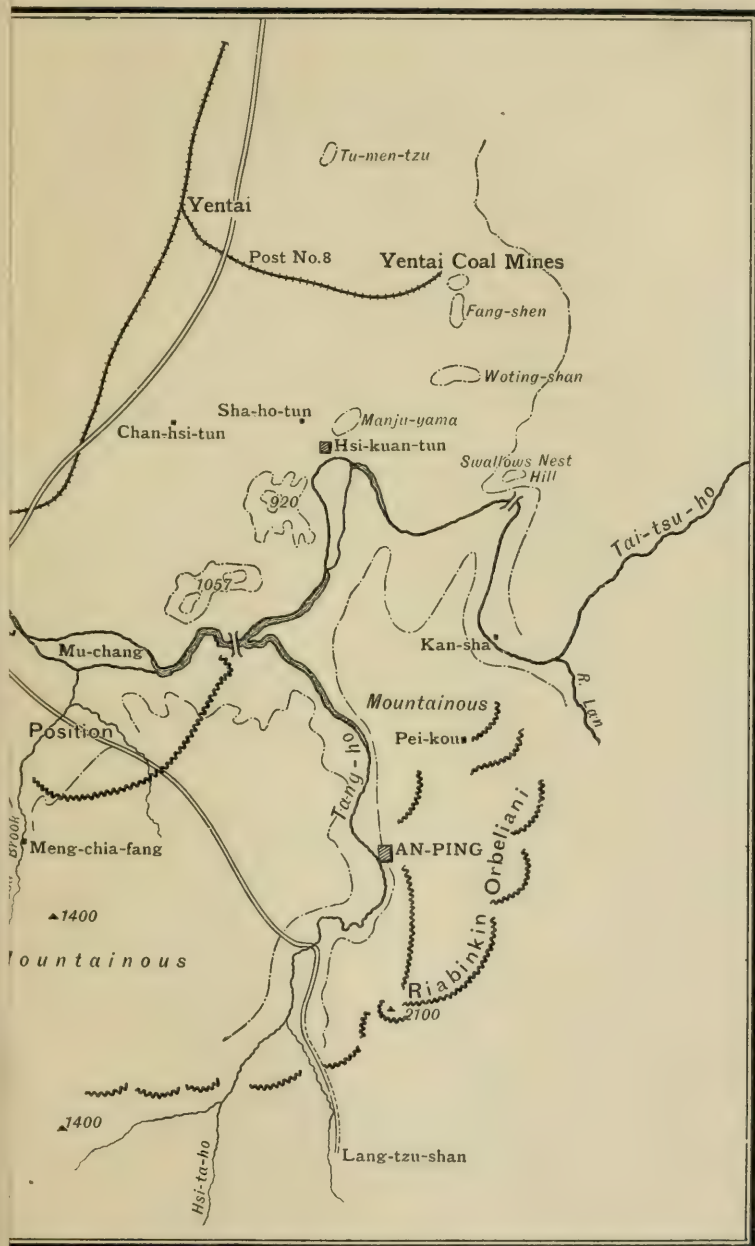 Tu-men-tzu
Yentai
Post No.8
Yentai Coal Mines
Fang-shen
Woting-shan
Sha-ho-tun
Manju-yama
Chan-hsi-tun
Hsi-kuan-tun
Swallows Nest
Hill
920
Tai-tsu-ho
1057
Mu-chang
Kan-sha
R. Lan
Mountainous
Position
Pei-kou
Tang-ho
Orbeliani
Brook
Meng-chia-fang
AN-PING
1400
ountainous
Riabinkin
2100
1400
Lang-tzu-shan
Hsi-ta-ho